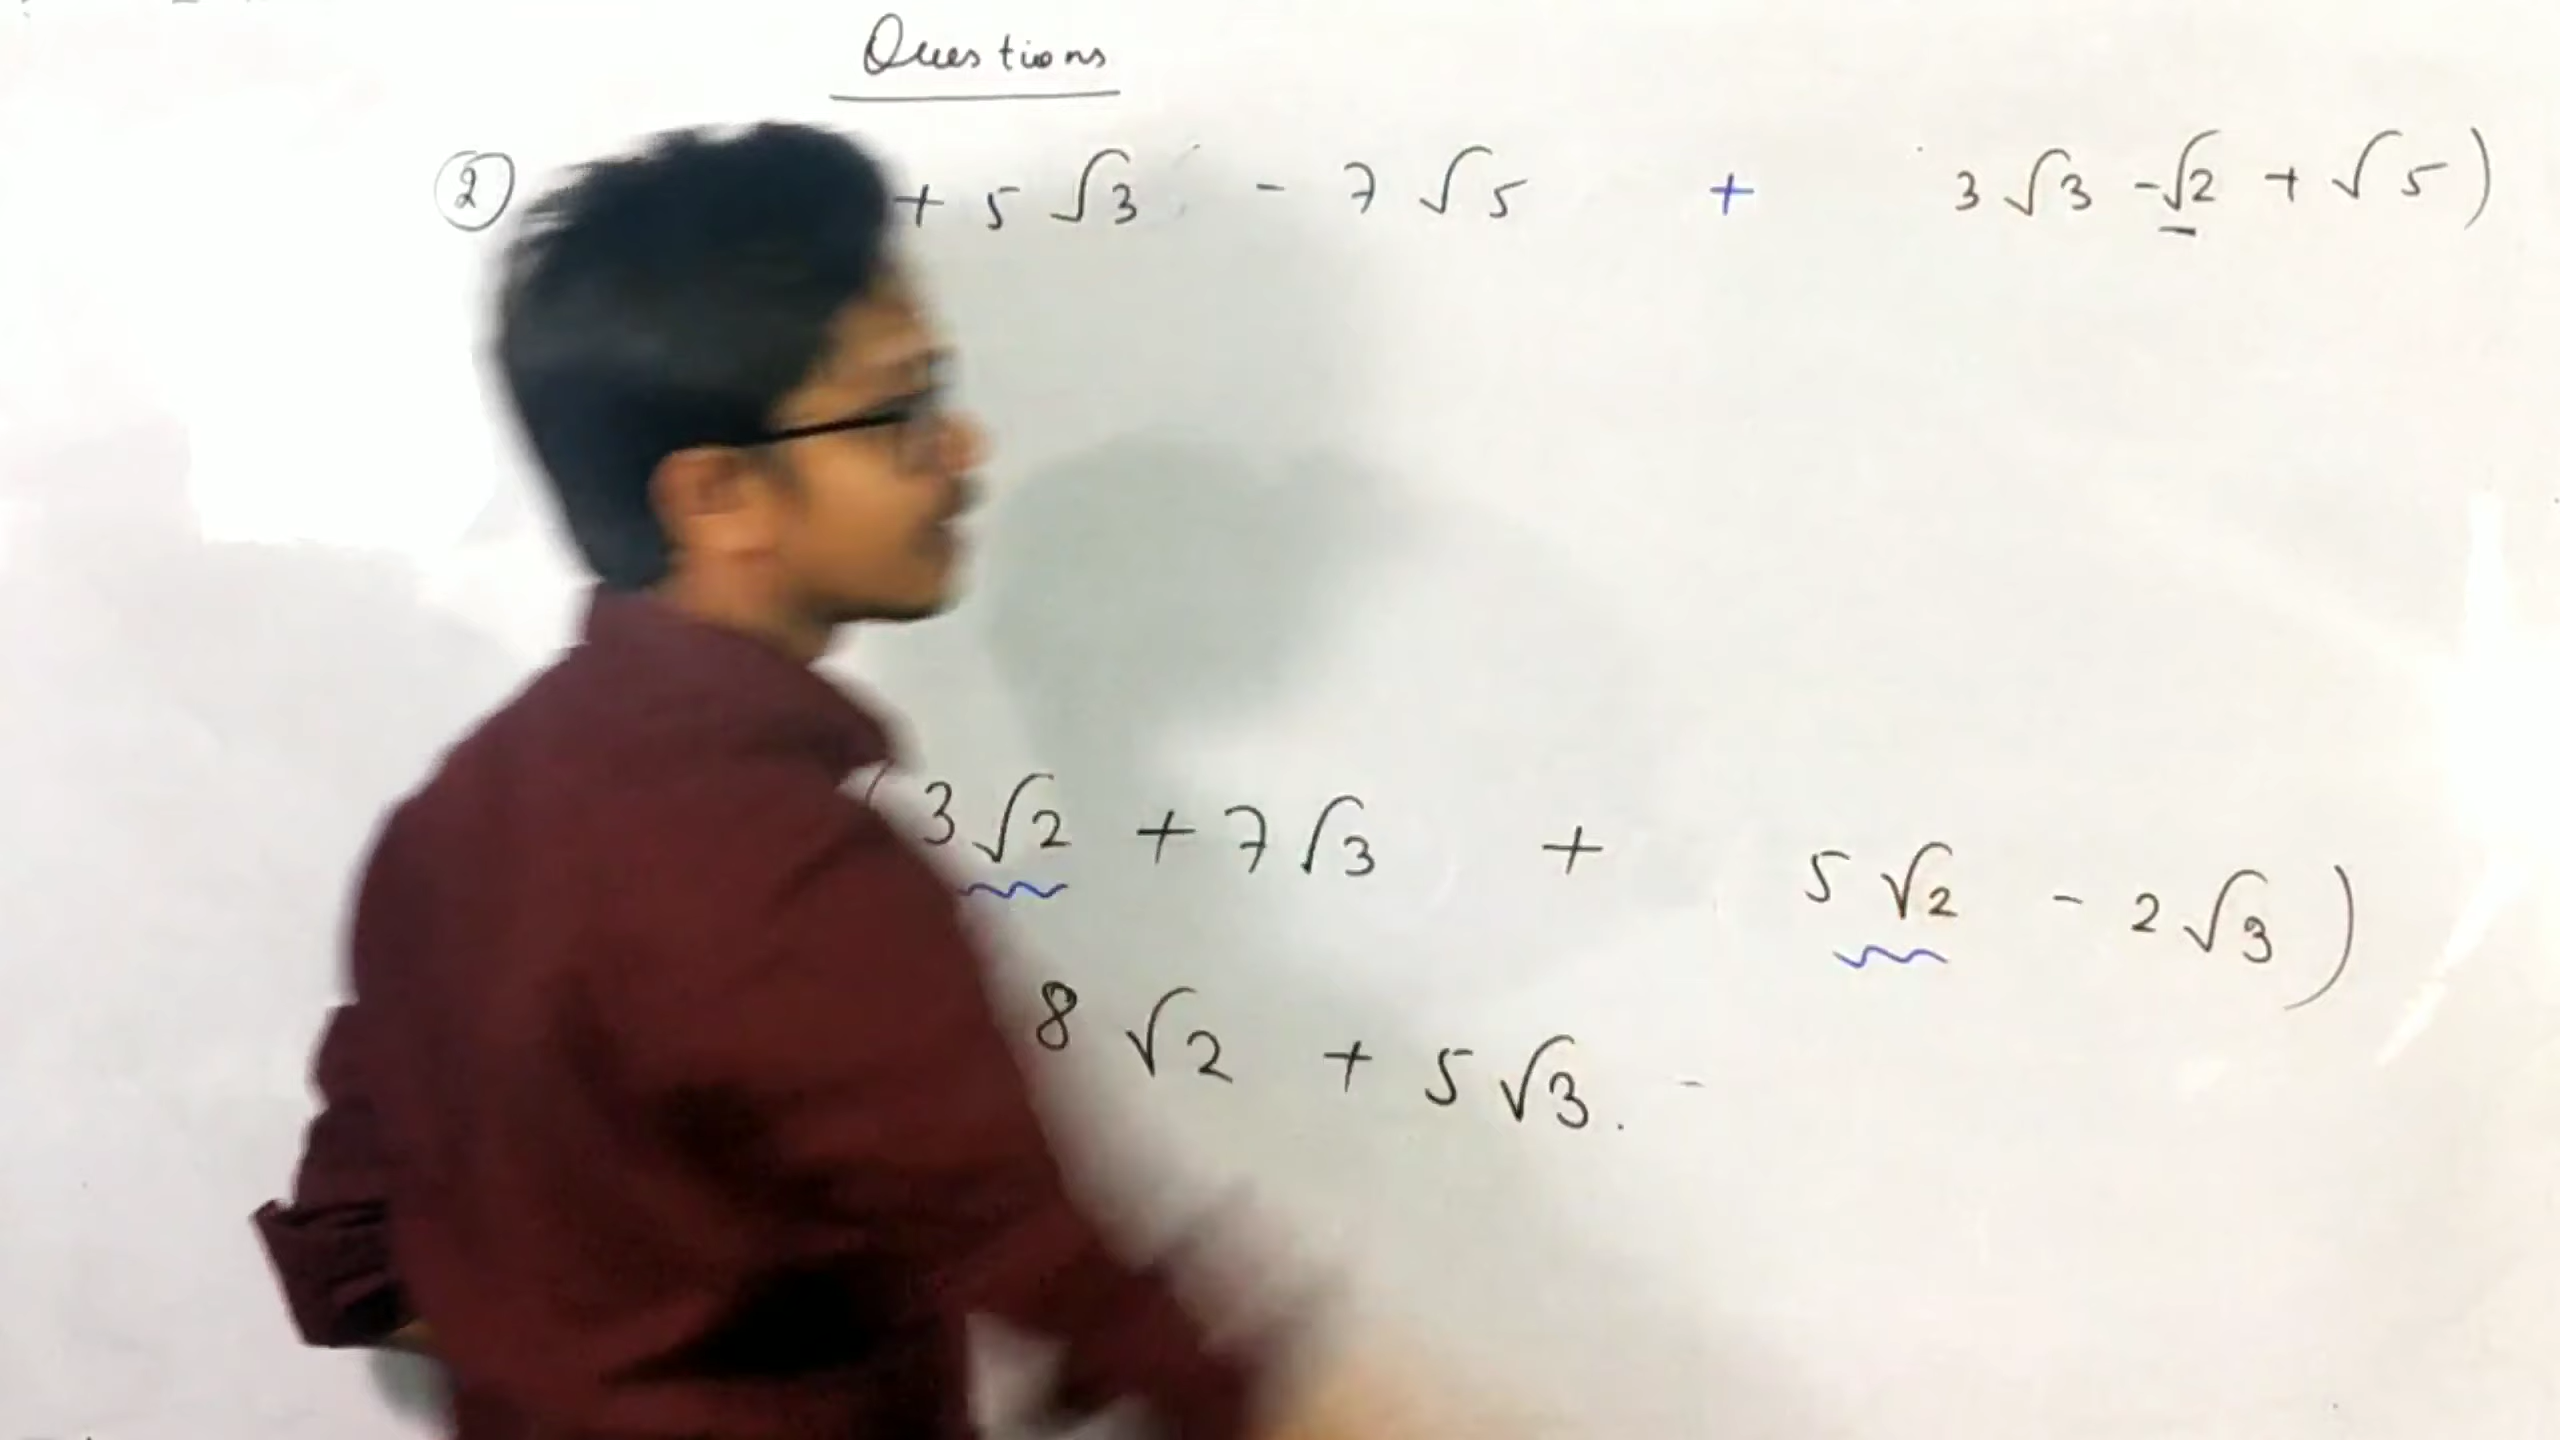 Questions
② + 5 √3 - 7 √5 + 3 √3 - √2 + √5)
(3 √2 + 7 √3 + 5 √2 - 2 √3)
8 √2 + 5 √3. -